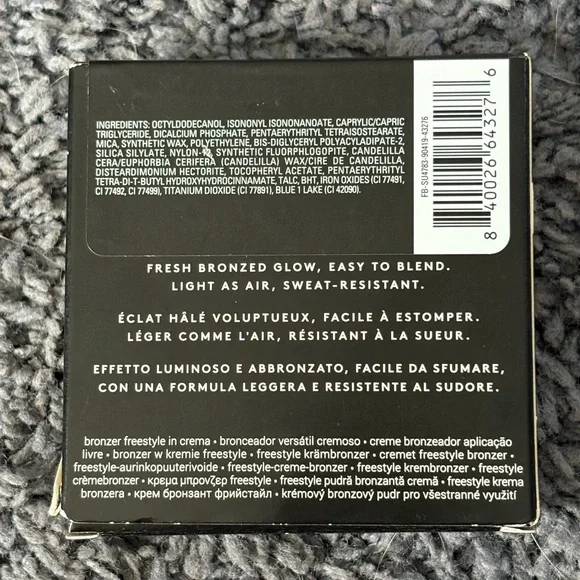 INGREDIENTS: OCTYLDODECANOL, ISONONYL ISONONANOATE, CAPRYLIC/CAPRIC
TRIGLYCERIDE, DICALCIUM PHOSPHATE, PENTAERYTHRITYL TETRAISOSTEARATE,
MICA, SYNTHETIC WAX, POLYETHYLENE, BIS-DIGLYCERYL POLYACYLADIPATE-2,
SILICA SILYLATE, NYLON-12, SYNTHETIC FLUORPHLOGOPITE, CANDELILLA
CERA/EUPHORBIA CERIFERA (CANDELILLA) WAX/CIRE DE CANDELILLA,
DISTEARDIMONIUM HECTORITE, TOCOPHERYL ACETATE, PENTAERYTHRITYL
TETRA-DI-T-BUTYL HYDROXYHYDROCINNAMATE, TALC, BHT, IRON OXIDES (CI 77491,
CI 77492, CI 77499), TITANIUM DIOXIDE (CI 77891), BLUE 1 LAKE (CI 42090).
FB-SU4783-90419-43276
8 40026 64327 6
FRESH BRONZED GLOW, EASY TO BLEND.
LIGHT AS AIR, SWEAT-RESISTANT.
ÉCLAT HÂLÉ VOLUPTUEUX, FACILE À ESTOMPER.
LÉGER COMME L'AIR, RÉSISTANT À LA SUEUR.
EFFETTO LUMINOSO E ABBRONZATO, FACILE DA SFUMARE,
CON UNA FORMULA LEGGERA E RESISTENTE AL SUDORE.
bronzer freestyle in crema • bronceador versátil cremoso • creme bronzeador aplicação
livre • bronzer w kremie freestyle • freestyle krämbronzer • cremet freestyle bronzer •
freestyle-aurinkopuuterivoide • freestyle-creme-bronzer • freestyle krembronzer • freestyle
crèmebronzer • κρεμα μπρονζερ freestyle • freestyle pudră bronzantă cremă • freestyle krema
bronzera • крем бронзант фрийстайл • krémový bronzový pudr pro všestranné využití